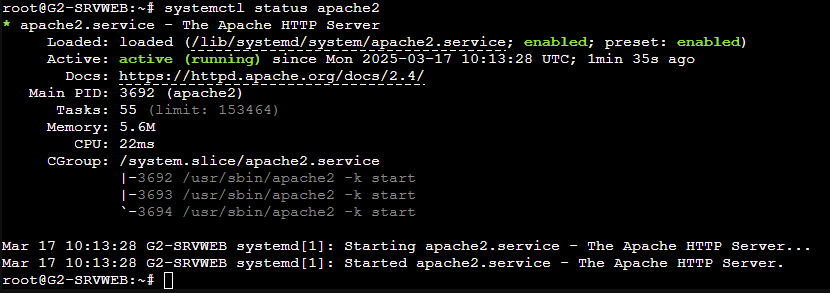 root@G2-SRVWEB:~# systemctl status apache2
* apache2.service - The Apache HTTP Server
     Loaded: loaded (/lib/systemd/system/apache2.service; enabled; preset: enabled)
     Active: active (running) since Mon 2025-03-17 10:13:28 UTC; 1min 35s ago
       Docs: https://httpd.apache.org/docs/2.4/
   Main PID: 3692 (apache2)
      Tasks: 55 (limit: 153464)
     Memory: 5.6M
        CPU: 22ms
     CGroup: /system.slice/apache2.service
             |-3692 /usr/sbin/apache2 -k start
             |-3693 /usr/sbin/apache2 -k start
             `-3694 /usr/sbin/apache2 -k start
Mar 17 10:13:28 G2-SRVWEB systemd[1]: Starting apache2.service - The Apache HTTP Server...
Mar 17 10:13:28 G2-SRVWEB systemd[1]: Started apache2.service - The Apache HTTP Server.
root@G2-SRVWEB:~#